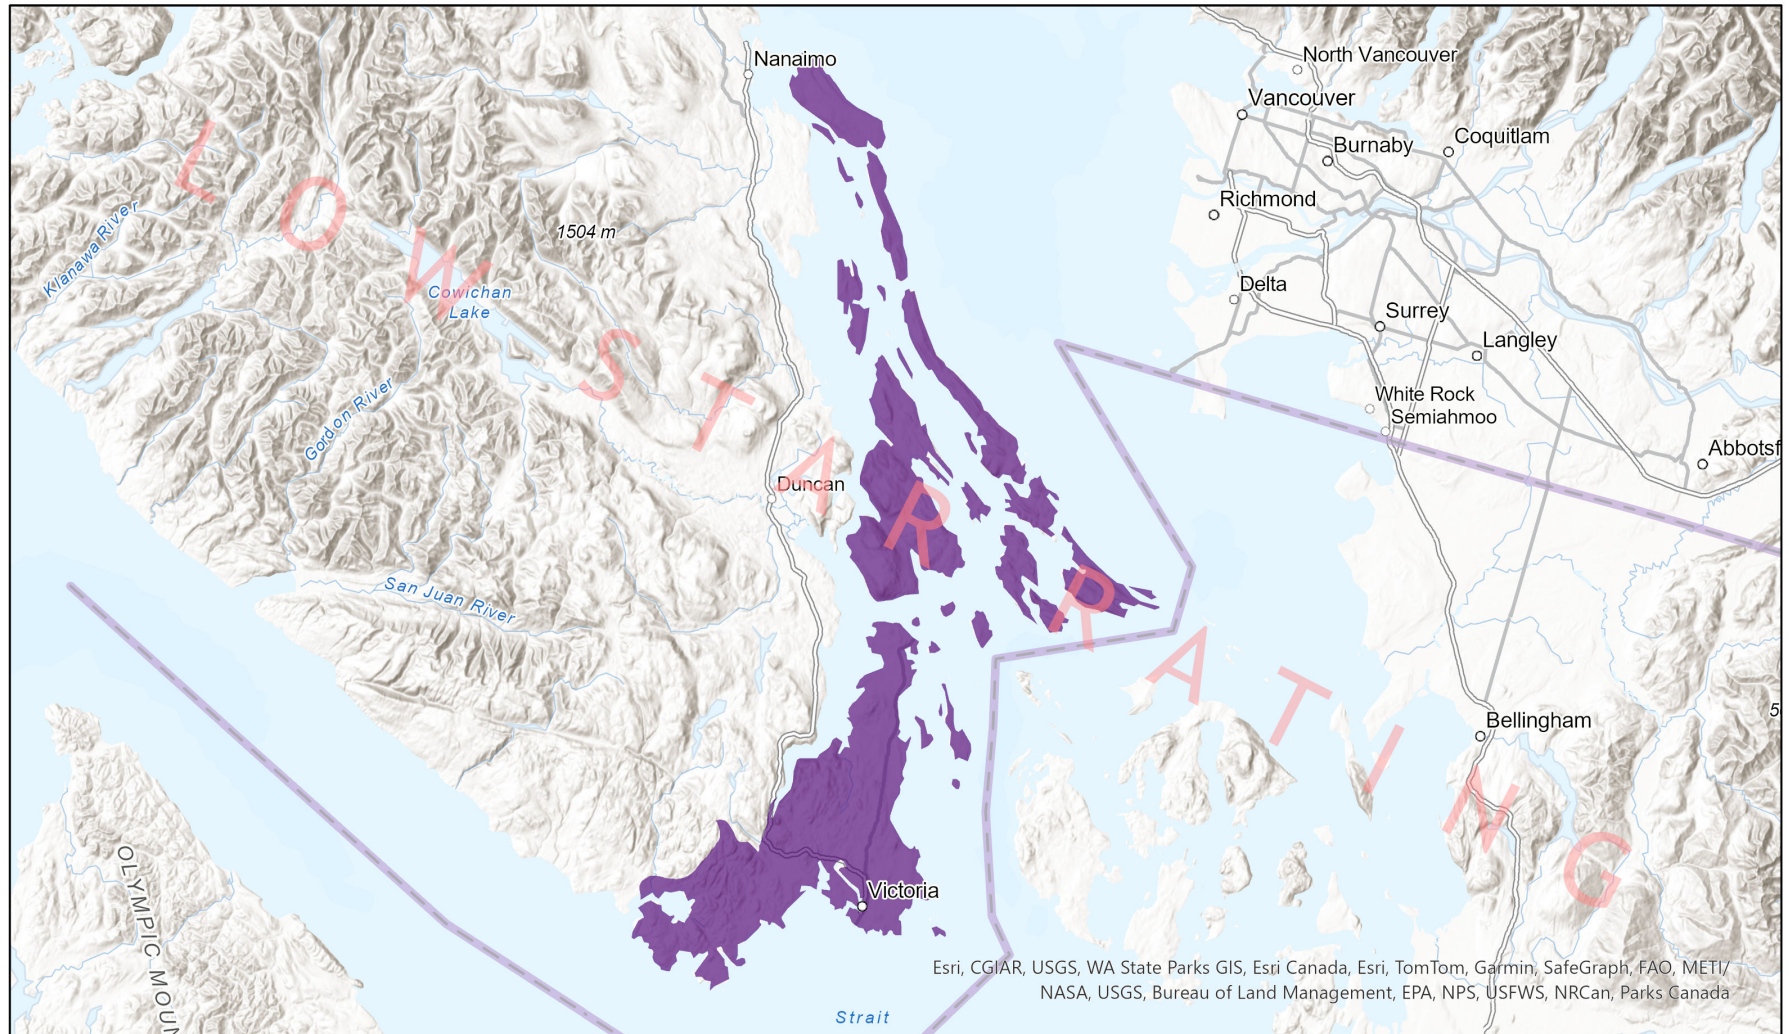 Nanaimo
North Vancouver
Vancouver
Coquitlam
Burnaby
Richmond
Klanawa River
1504 m
Delta
Cowichan
Lake
Surrey
Langley
Gordon River
White Rock
Semiahmoo
Abbotsf
Duncan
San Juan River
LOW STAR RATING
5
Bellingham
OLYMPIC MOUN
Victoria
Esri, CGIAR, USGS, WA State Parks GIS, Esri Canada, Esri, TomTom, Garmin, SafeGraph, FAO, METI/
NASA, USGS, Bureau of Land Management, EPA, NPS, USFWS, NRCan, Parks Canada
Strait